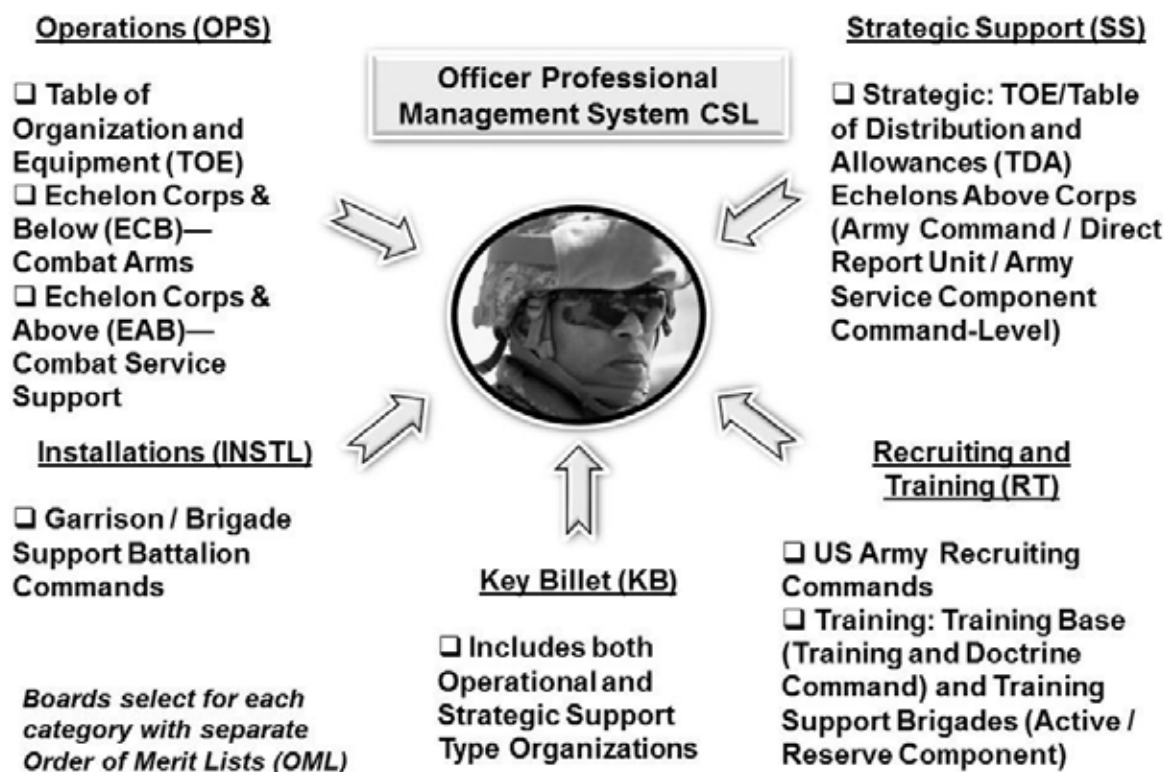 Operations (OPS)
❑ Table of
Organization and
Equipment (TOE)
❑ Echelon Corps &
Below (ECB)—
Combat Arms
❑ Echelon Corps &
Above (EAB)—
Combat Service
Support
Officer Professional
Management System CSL
Strategic Support (SS)
❑ Strategic: TOE/Table
of Distribution and
Allowances (TDA)
Echelons Above Corps
(Army Command / Direct
Report Unit / Army
Service Component
Command-Level)
Installations (INSTL)
❑ Garrison / Brigade
Support Battalion
Commands
Key Billet (KB)
❑ Includes both
Operational and
Strategic Support
Type Organizations
Recruiting and
Training (RT)
❑ US Army Recruiting
Commands
❑ Training: Training Base
(Training and Doctrine
Command) and Training
Support Brigades (Active /
Reserve Component)
Boards select for each
category with separate
Order of Merit Lists (OML)